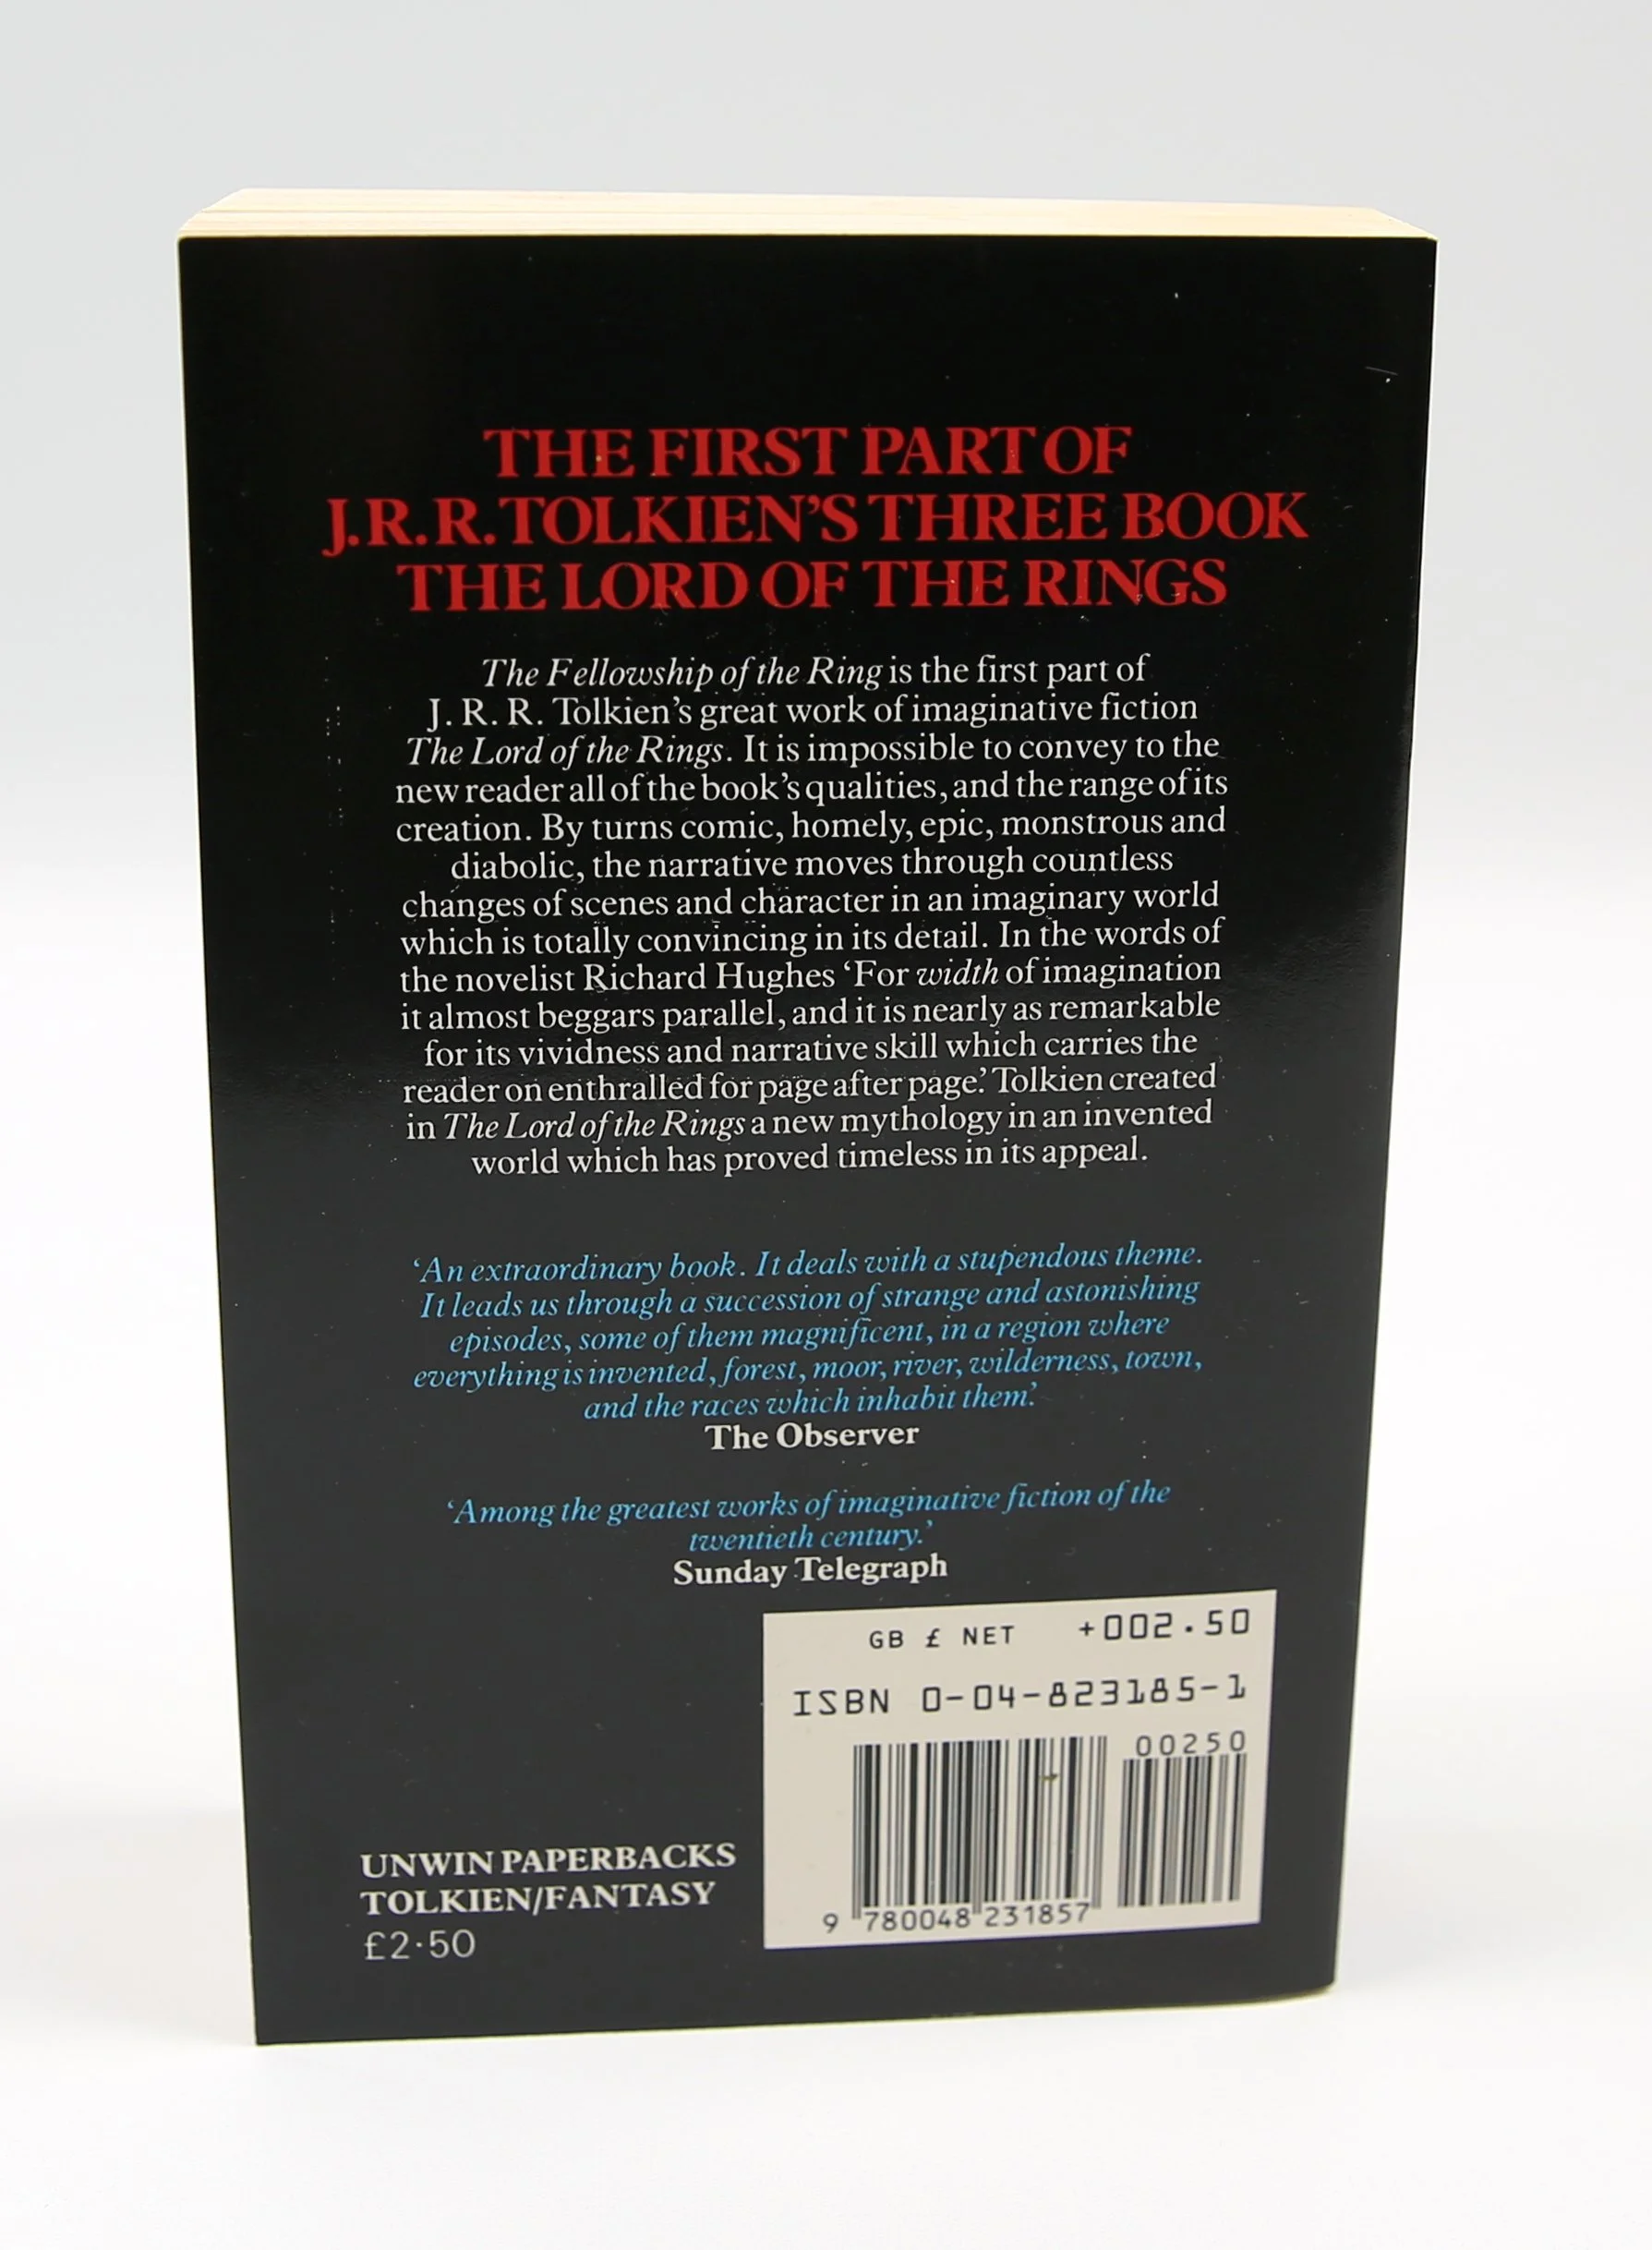 THE FIRST PART OF
J.R.R. TOLKIEN'S THREE BOOK
THE LORD OF THE RINGS
The Fellowship of the Ring is the first part of
J. R. R. Tolkien's great work of imaginative fiction
The Lord of the Rings. It is impossible to convey to the
new reader all of the book's qualities, and the range of its
creation. By turns comic, homely, epic, monstrous and
diabolic, the narrative moves through countless
changes of scenes and character in an imaginary world
which is totally convincing in its detail. In the words of
the novelist Richard Hughes ‘For width of imagination
it almost beggars parallel, and it is nearly as remarkable
for its vividness and narrative skill which carries the
reader on enthralled for page after page.’ Tolkien created
in The Lord of the Rings a new mythology in an invented
world which has proved timeless in its appeal.
‘An extraordinary book. It deals with a stupendous theme.
It leads us through a succession of strange and astonishing
episodes, some of them magnificent, in a region where
everything is invented, forest, moor, river, wilderness, town,
and the races which inhabit them.’
The Observer
‘Among the greatest works of imaginative fiction of the
twentieth century.’
Sunday Telegraph
GB £ NET +002.50
ISBN 0-04-823185-1
00250
9 780048 231857
UNWIN PAPERBACKS
TOLKIEN/FANTASY
£2·50